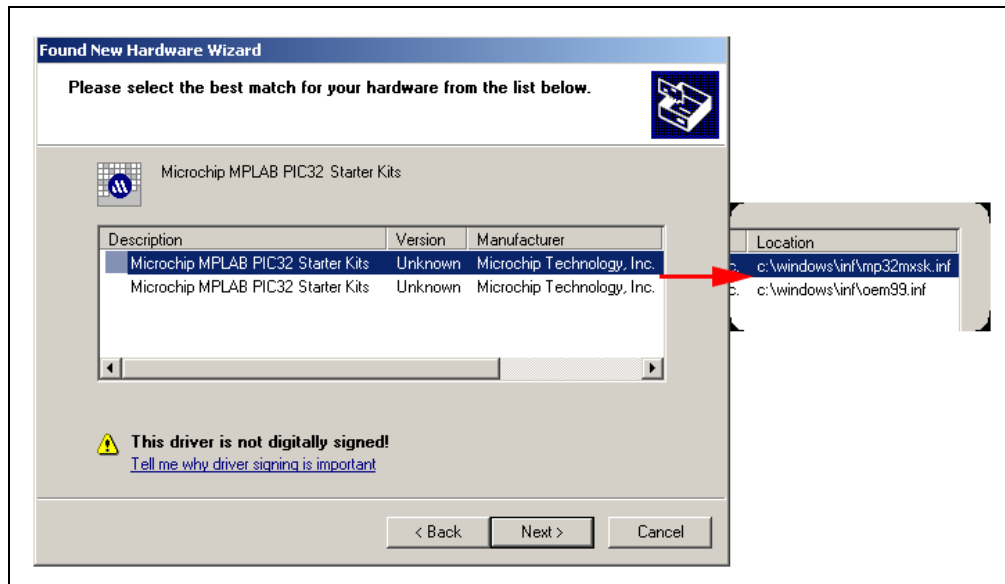 Found New Hardware Wizard
Please select the best match for your hardware from the list below.
Microchip MPLAB PIC32 Starter Kits
Description Version Manufacturer
Microchip MPLAB PIC32 Starter Kits Unknown Microchip Technology, Inc.
Microchip MPLAB PIC32 Starter Kits Unknown Microchip Technology, Inc.
Location
c. c:\windows\inf\mp32mxsk.inf
c. c:\windows\inf\oem99.inf
This driver is not digitally signed!
Tell me why driver signing is important
< Back Next > Cancel